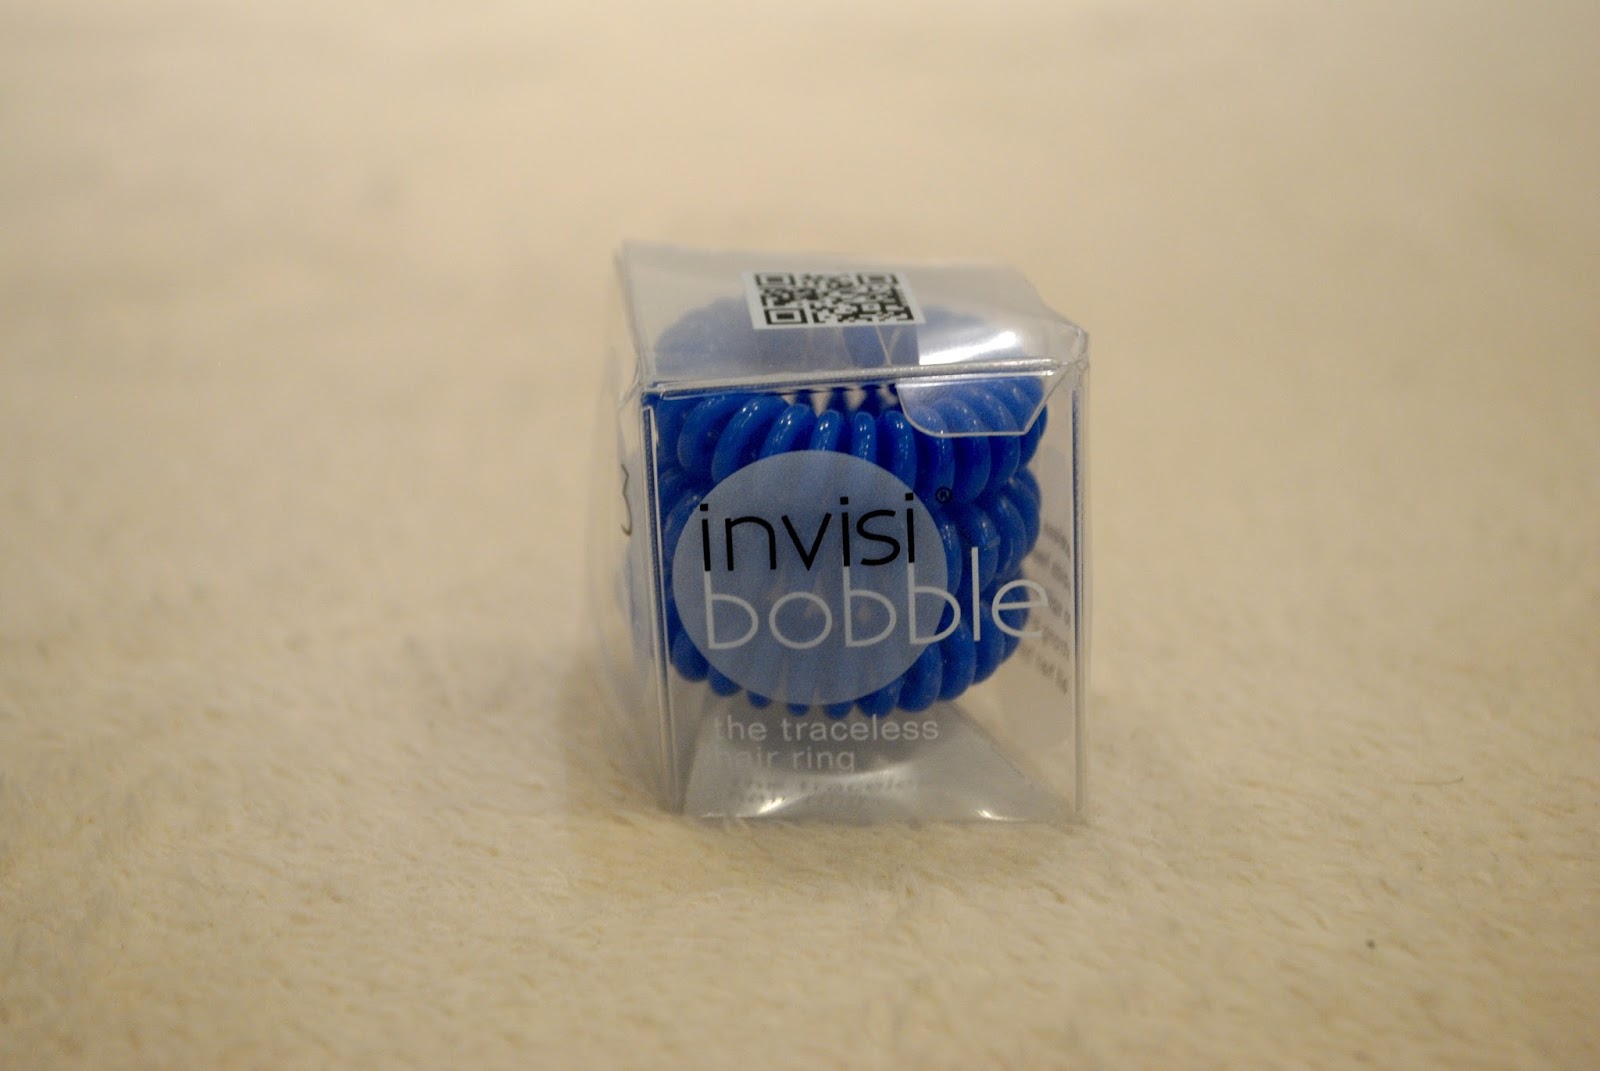 invisi®
bobble
the traceless
hair ring